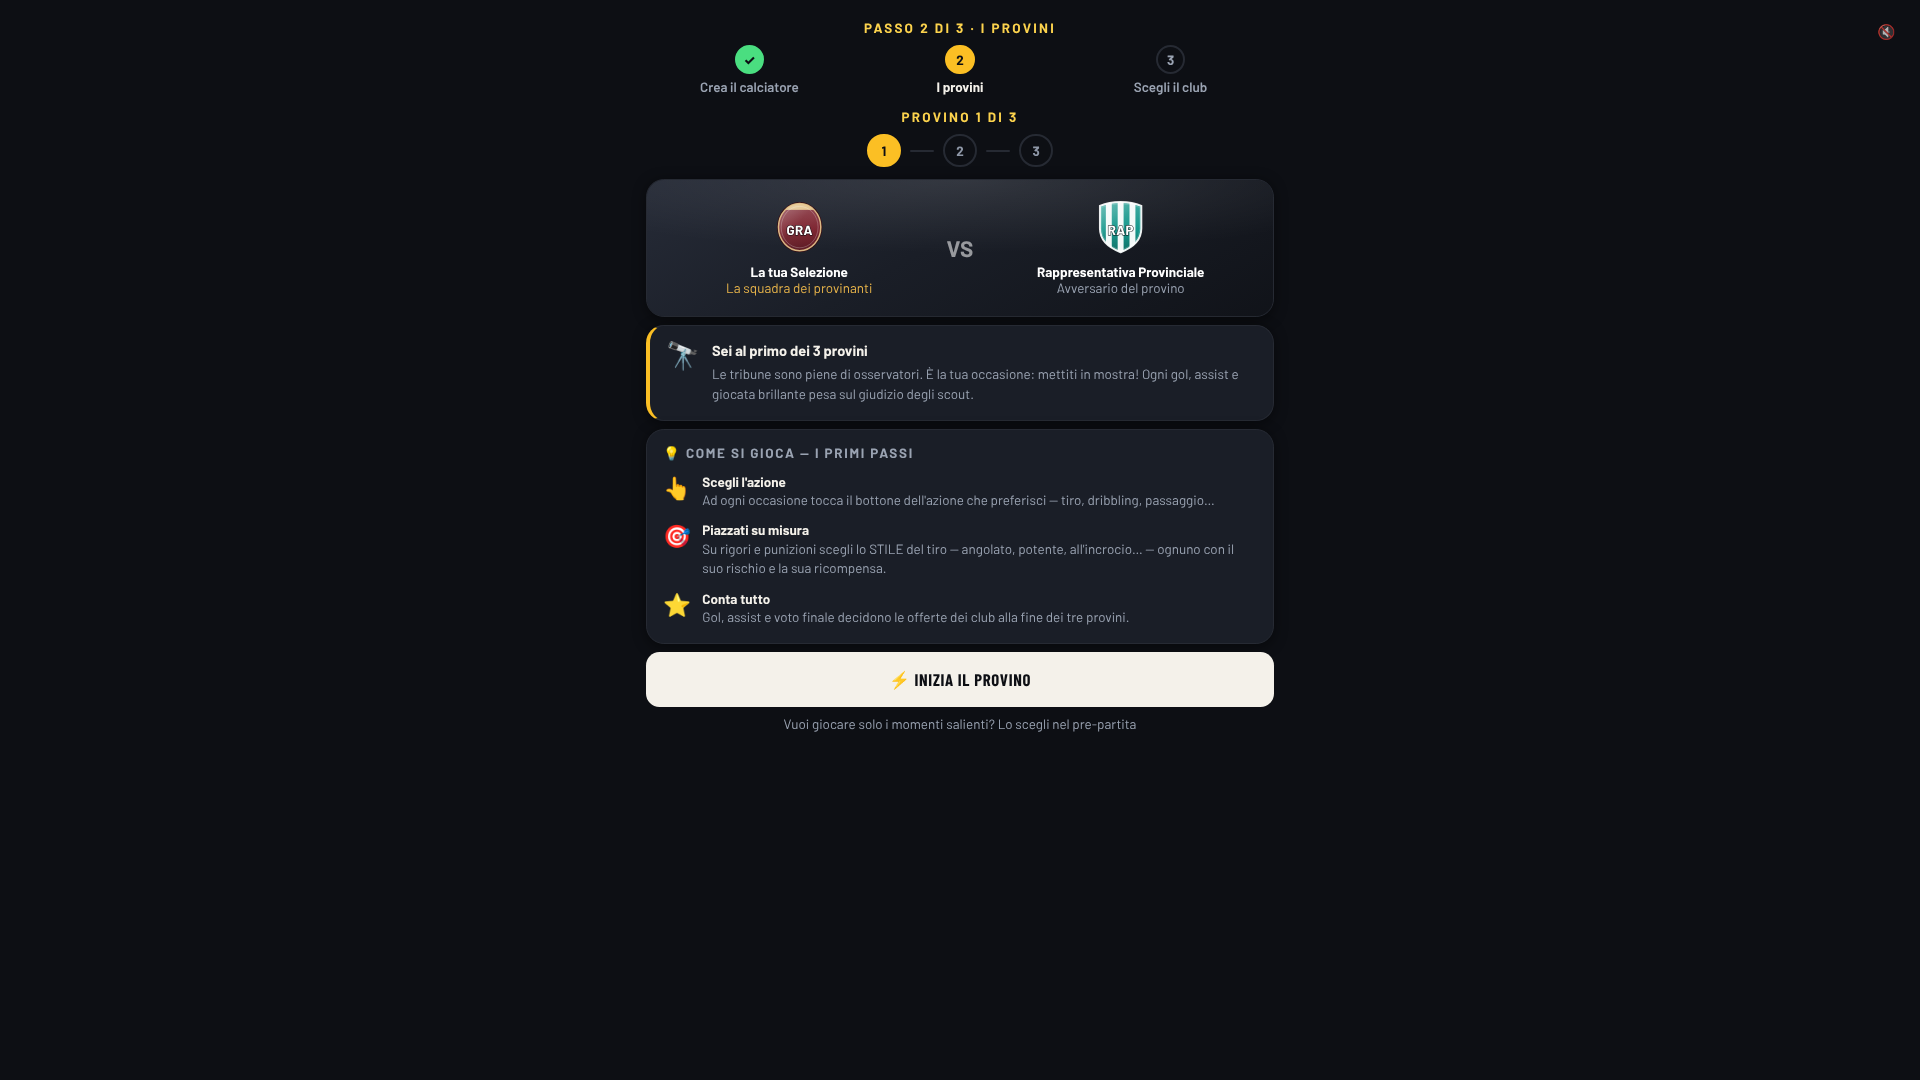 PASSO 2 DI 3 · I PROVINI
2
3
Crea il calciatore
I provini
Scegli il club
PROVINO 1 DI 3
1
2
3
GRA
RAP
VS
La tua Selezione
Rappresentativa Provinciale
La squadra dei provinanti
Avversario del provino
Sei al primo dei 3 provini
Le tribune sono piene di osservatori. È la tua occasione: mettiti in mostra! Ogni gol, assist e
giocata brillante pesa sul giudizio degli scout.
COME SI GIOCA — I PRIMI PASSI
Scegli l'azione
Ad ogni occasione tocca il bottone dell'azione che preferisci — tiro, dribbling, passaggio…
Piazzati su misura
Su rigori e punizioni scegli lo STILE del tiro — angolato, potente, all'incrocio… — ognuno con il
suo rischio e la sua ricompensa.
Conta tutto
Gol, assist e voto finale decidono le offerte dei club alla fine dei tre provini.
⚡ INIZIA IL PROVINO
Vuoi giocare solo i momenti salienti? Lo scegli nel pre-partita